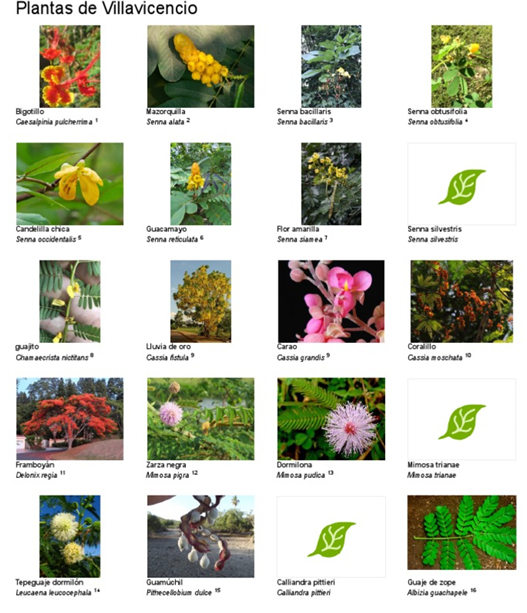 Plantas de Villavicencio
Bigotillo
Caesalpinia pulcherrima 1
Mazorquilla
Senna alata 2
Senna bacillaris
Senna bacillaris 3
Senna obtusifolia
Senna obtusifolia 4
Candelilla chica
Senna occidentalis 5
Guacamayo
Senna reticulata 6
Flor amarilla
Senna siamea 7
Senna silvestris
Senna silvestris
guajito
Chamaecrista nictitans 8
Lluvia de oro
Cassia fistula 9
Carao
Cassia grandis 9
Coralillo
Cassia moschata 10
Framboyán
Delonix regia 11
Zarza negra
Mimosa pigra 12
Dormilona
Mimosa pudica 13
Mimosa trianae
Mimosa trianae
Tepeguaje dormilón
Leucaena leucocephala 14
Guamúchil
Pithecellobium dulce 15
Calliandra pittieri
Calliandra pittieri
Guaje de zope
Albizia guachapele 16